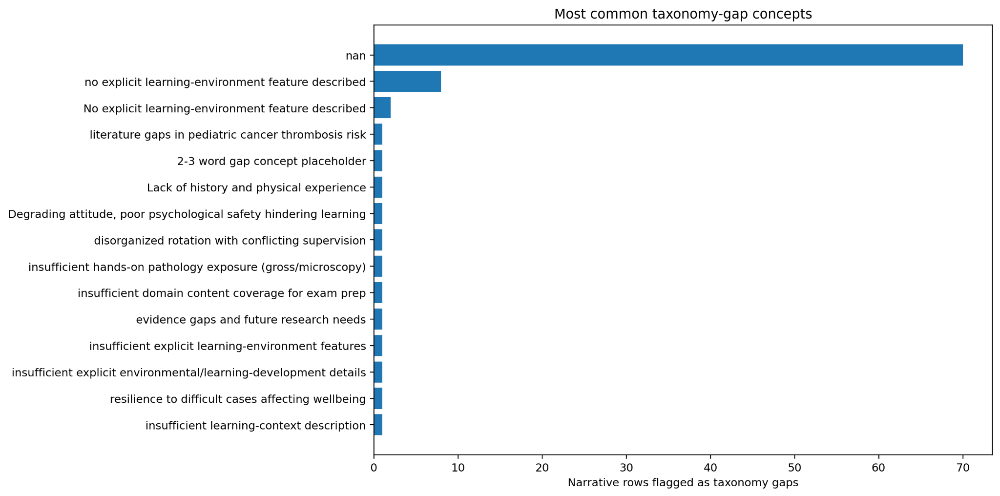 Most common taxonomy-gap concepts
nan
no explicit learning-environment feature described
No explicit learning-environment feature described
literature gaps in pediatric cancer thrombosis risk
2-3 word gap concept placeholder
Lack of history and physical experience
Degrading attitude, poor psychological safety hindering learning
disorganized rotation with conflicting supervision
insufficient hands-on pathology exposure (gross/microscopy)
insufficient domain content coverage for exam prep
evidence gaps and future research needs
insufficient explicit learning-environment features
insufficient explicit environmental/learning-development details
resilience to difficult cases affecting wellbeing
insufficient learning-context description
0 10 20 30 40 50 60 70
Narrative rows flagged as taxonomy gaps